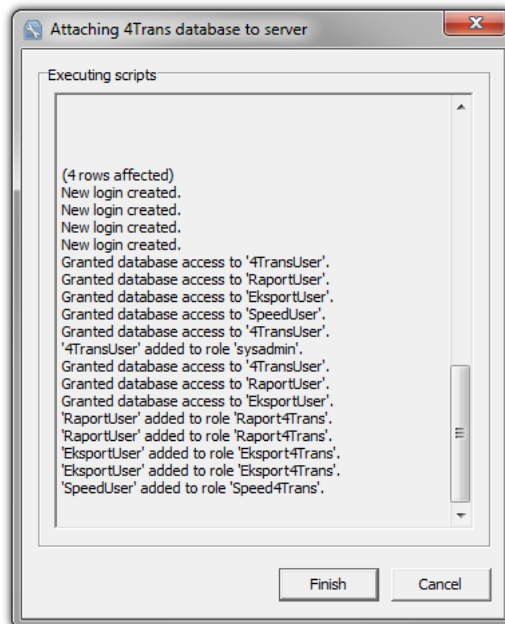 Attaching 4Trans database to server
Executing scripts
(4 rows affected)
New login created.
New login created.
New login created.
New login created.
Granted database access to '4TransUser'.
Granted database access to 'RaportUser'.
Granted database access to 'EksportUser'.
Granted database access to 'SpeedUser'.
Granted database access to '4TransUser'.
'4TransUser' added to role 'sysadmin'.
Granted database access to '4TransUser'.
Granted database access to 'RaportUser'.
Granted database access to 'EksportUser'.
'RaportUser' added to role 'Raport4Trans'.
'RaportUser' added to role 'Raport4Trans'.
'EksportUser' added to role 'Eksport4Trans'.
'EksportUser' added to role 'Eksport4Trans'.
'SpeedUser' added to role 'Speed4Trans'.
Finish
Cancel